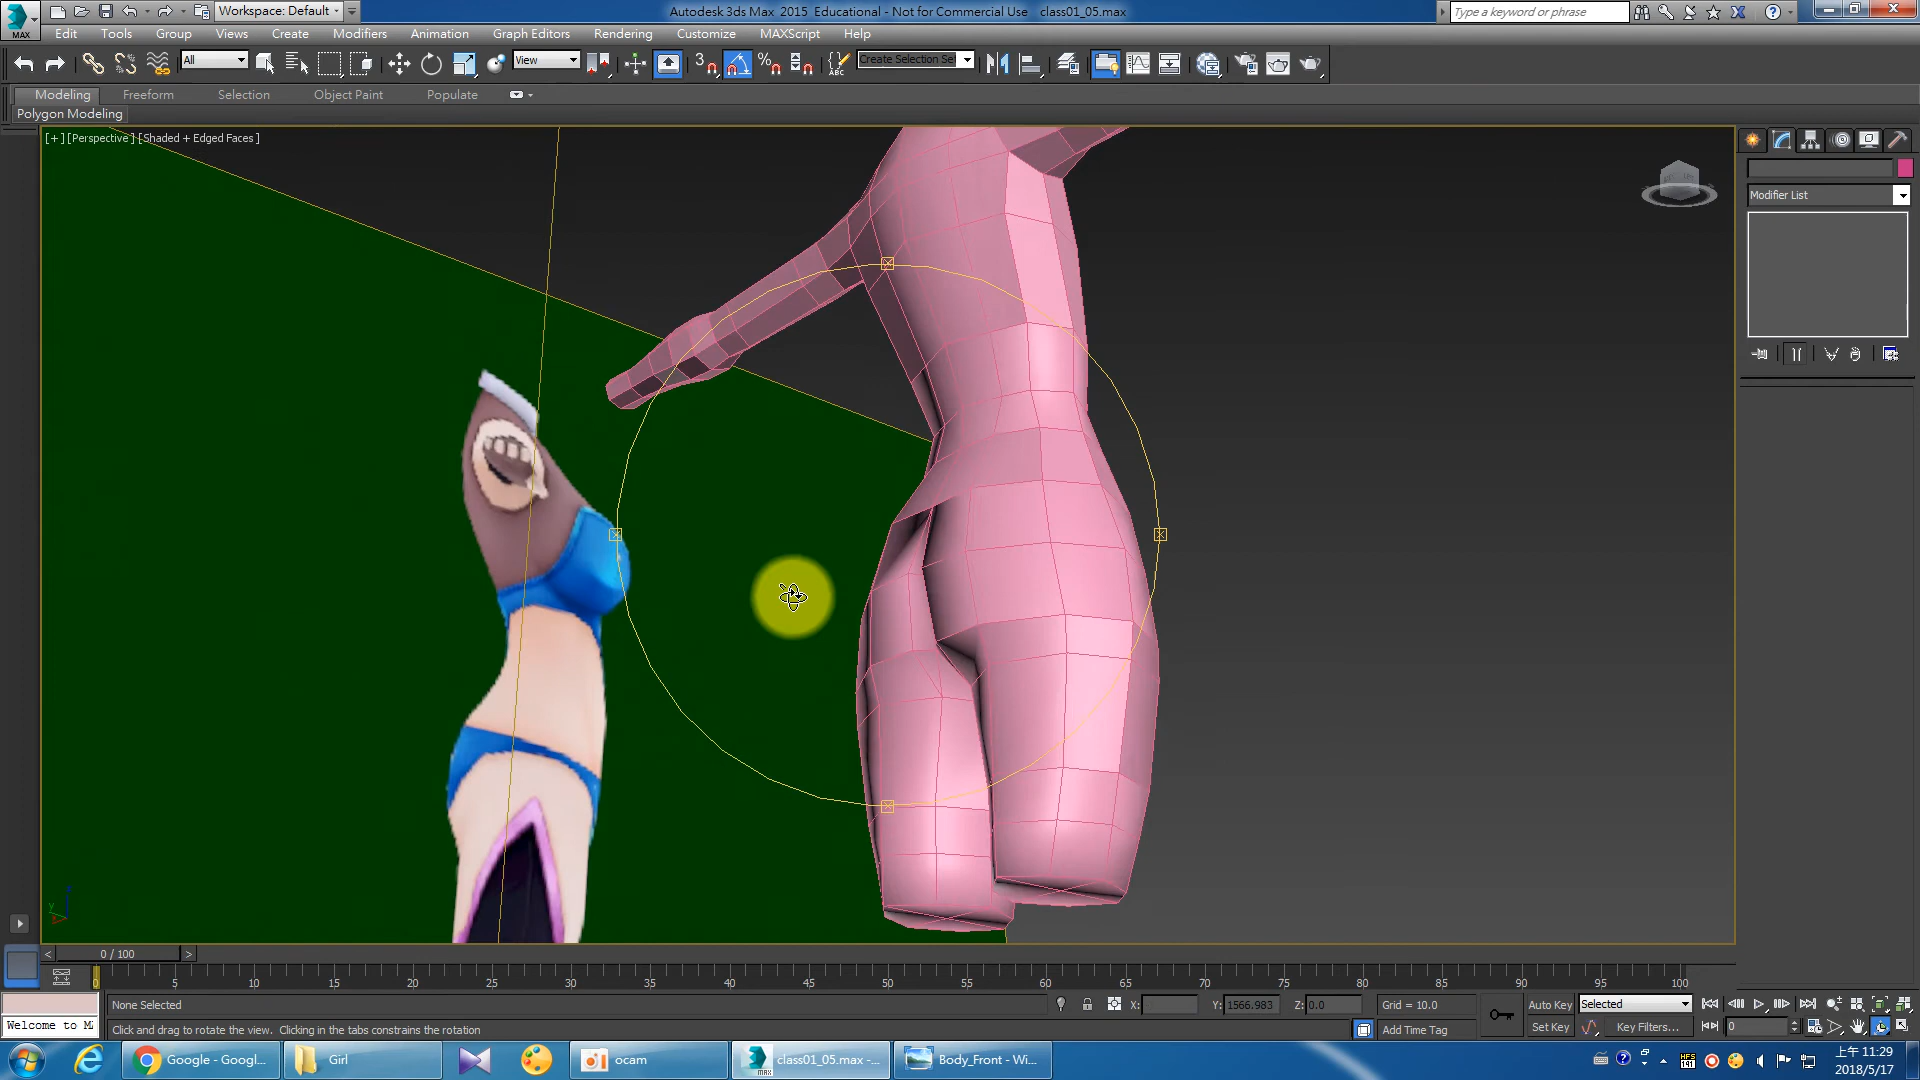 MAX
Workspace: Default
Autodesk 3ds Max 2015 Educational - Not for Commercial Use class01_05.max
Type a keyword or phrase
Edit Tools Group Views Create Modifiers Animation Graph Editors Rendering Customize MAXScript Help
All
View
3
ABC
Create Selection Sel
Modeling Freeform Selection Object Paint Populate
Polygon Modeling
[+] [Perspective] [Shaded + Edged Faces ]
Modifier List
y
0 / 100
0 5 10 15 20 25 30 35 40 45 50 55 60 65 70 75 80 85 90 95 100
None Selected
X: Y: 1566.983 Z: 0.0 Grid = 10.0
Auto Key Selected
Welcome to
Click and drag to rotate the view. Clicking in the tabs constrains the rotation
Add Time Tag
Set Key Key Filters... 0
Google - Googl...
Girl
ocam
MAX
class01_05.max -...
Body_Front - Wi...
上午 11:29
2018/5/17